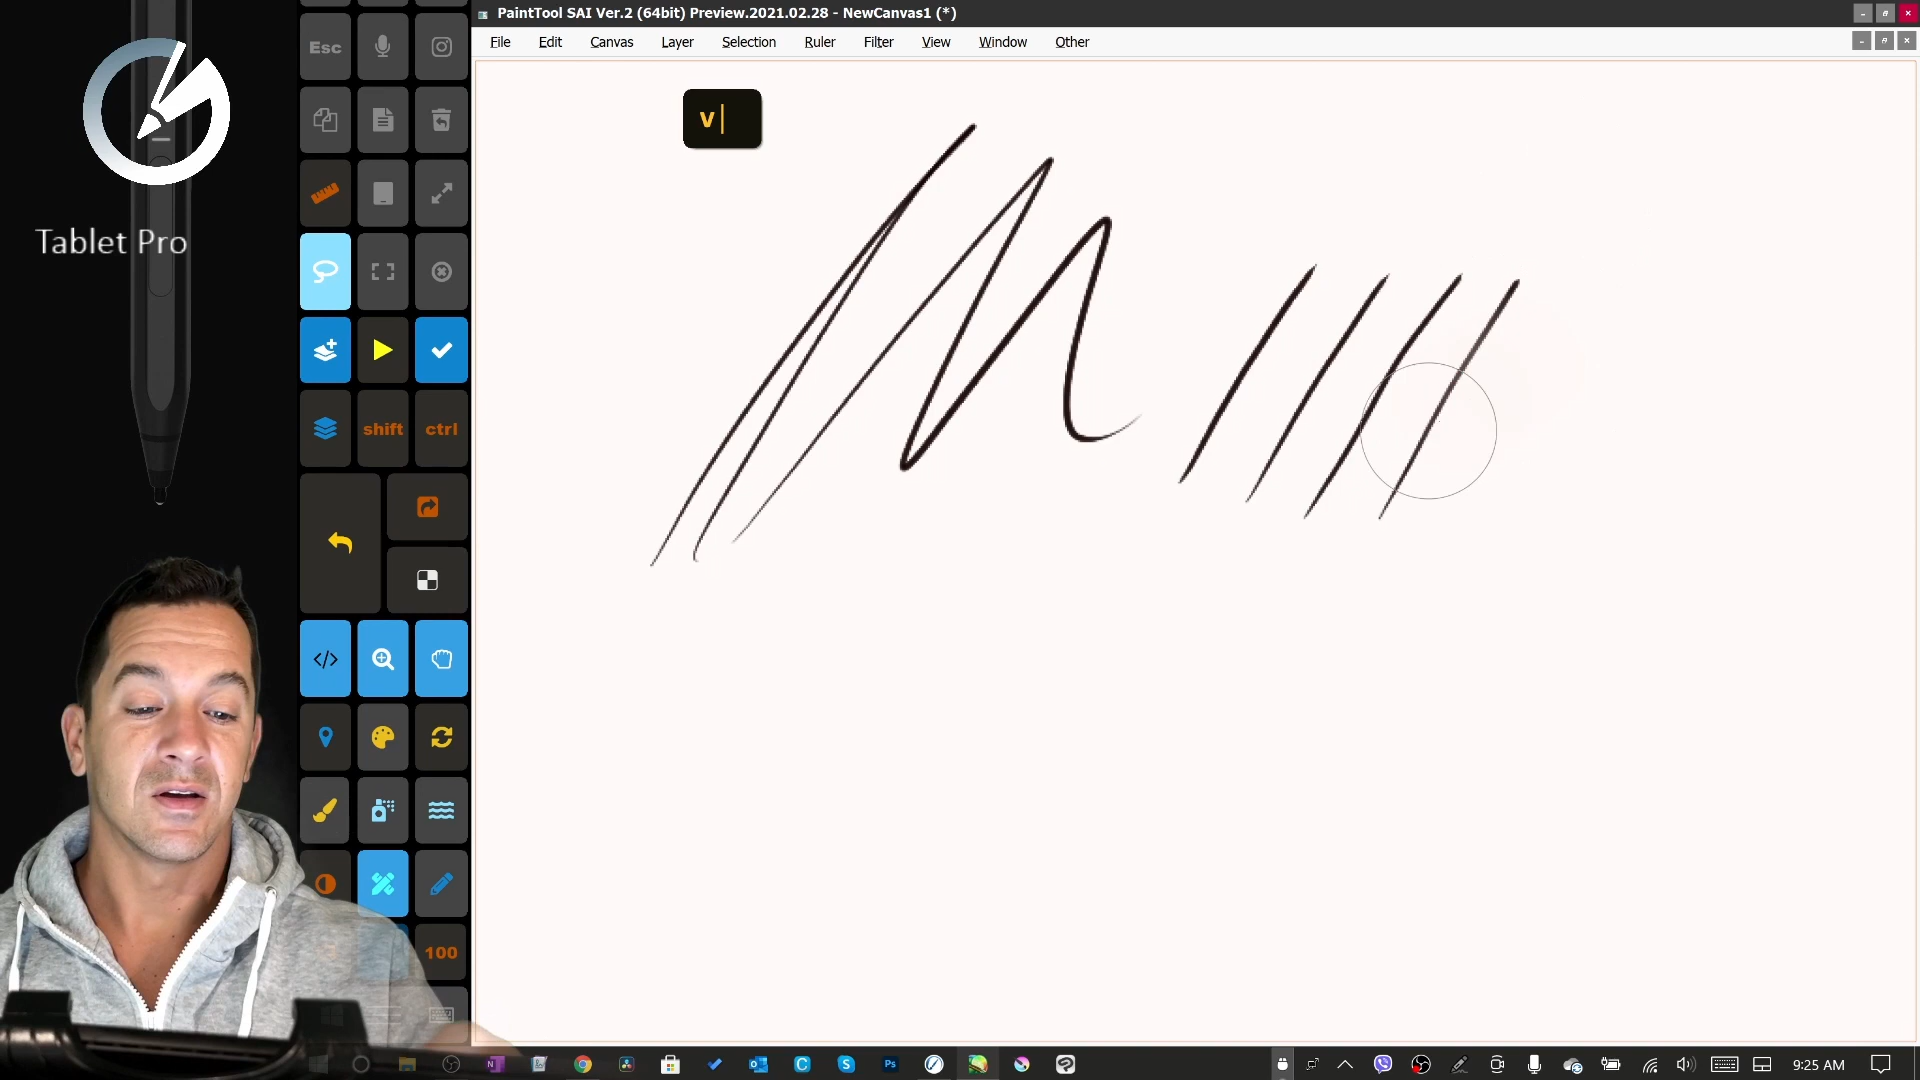 PaintTool SAI Ver.2 (64bit) Preview.2021.02.28 - NewCanvas1 (*)
File Edit Canvas Layer Selection Ruler Filter View Window Other
Esc
v
Tablet Pro
shift ctrl
</>
100
N Ps
9:25 AM